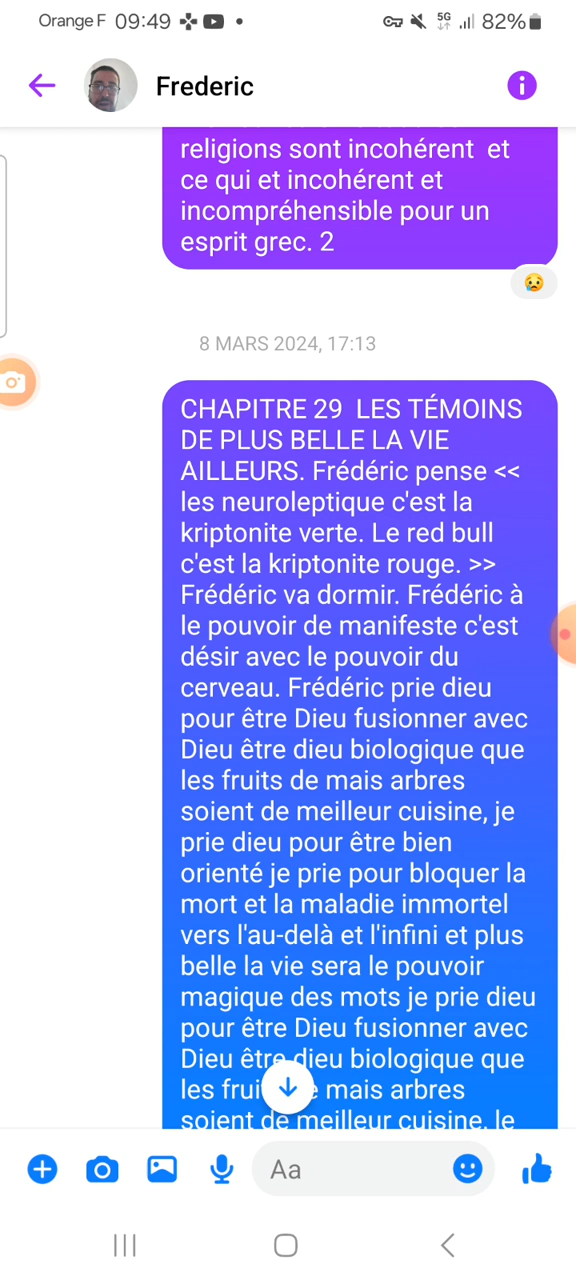 Orange F 09:49
5G 82%
Frederic
religions sont incohérent et
ce qui et incohérent et
incompréhensible pour un
esprit grec. 2
8 MARS 2024, 17:13
CHAPITRE 29 LES TÉMOINS
DE PLUS BELLE LA VIE
AILLEURS. Frédéric pense <<
les neuroleptique c'est la
kriptonite verte. Le red bull
c'est la kriptonite rouge. >>
Frédéric va dormir. Frédéric à
le pouvoir de manifeste c'est
désir avec le pouvoir du
cerveau. Frédéric prie dieu
pour être Dieu fusionner avec
Dieu être dieu biologique que
les fruits de mais arbres
soient de meilleur cuisine, je
prie dieu pour être bien
orienté je prie pour bloquer la
mort et la maladie immortel
vers l'au-delà et l'infini et plus
belle la vie sera le pouvoir
magique des mots je prie dieu
pour être Dieu fusionner avec
Dieu être dieu biologique que
les mais arbres
soient de meilleur cuisine, je
Aa